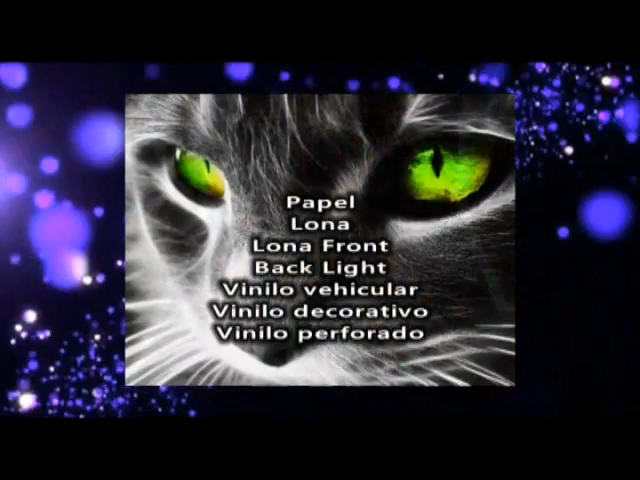 Papel
Lona
Lona Front
Back Light
Vinilo vehicular
Vinilo decorativo
Vinilo perforado